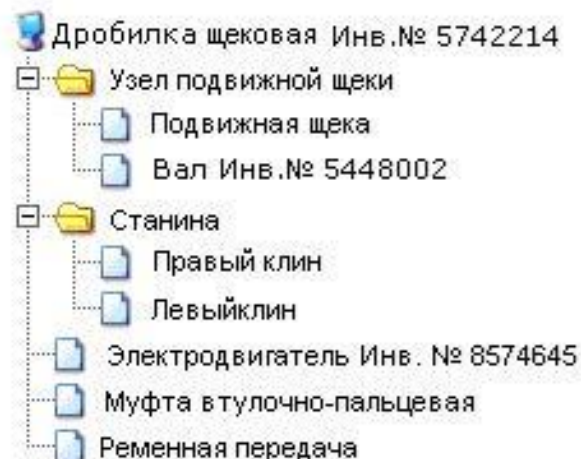 Дробилка щековая Инв.№ 5742214
Узел подвижной щеки
Подвижная щека
Вал Инв.№ 5448002
Станина
Правый клин
Левыйклин
Электродвигатель Инв. № 8574645
Муфта втулочно-пальцевая
Ременная передача